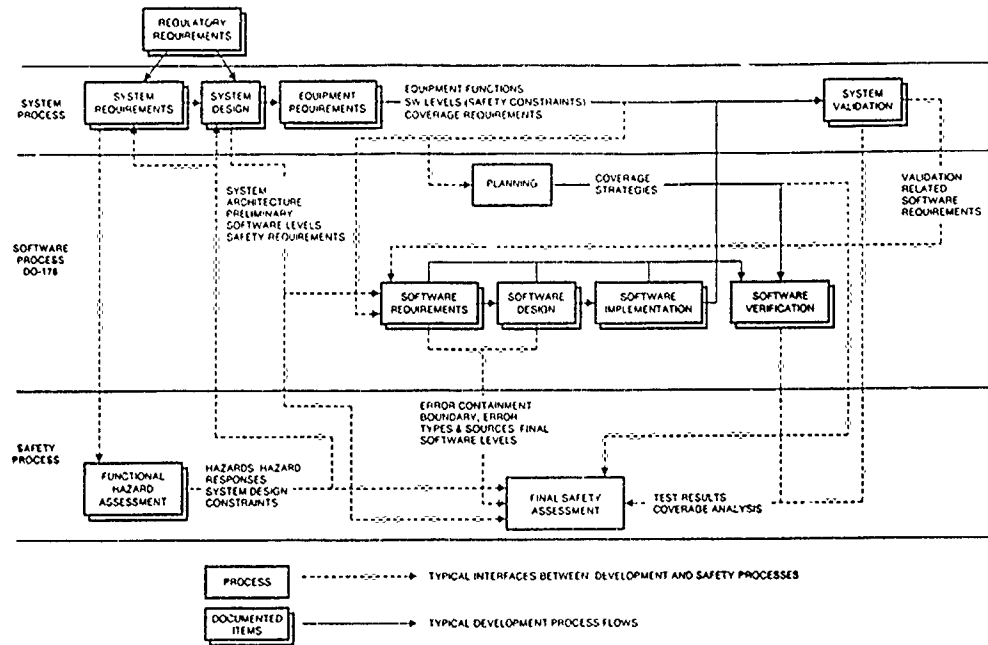 REGULATORY
REQUIREMENTS
SYSTEM
PROCESS
SYSTEM
REQUIREMENTS
SYSTEM
DESIGN
EQUIPMENT
REQUIREMENTS
EQUIPMENT FUNCTIONS
SW LEVELS (SAFETY CONSTRAINTS)
COVERAGE REQUIREMENTS
SYSTEM
VALIDATION
SYSTEM
ARCHITECTURE
PRELIMINARY
SOFTWARE LEVELS
SAFETY REQUIREMENTS
PLANNING
COVERAGE
STRATEGIES
VALIDATION
RELATED
SOFTWARE
REQUIREMENTS
SOFTWARE
PROCESS
DO-178
SOFTWARE
REQUIREMENTS
SOFTWARE
DESIGN
SOFTWARE
IMPLEMENTATION
SOFTWARE
VERIFICATION
ERROR CONTAINMENT
BOUNDARY, ERROR
TYPES & SOURCES FINAL
SOFTWARE LEVELS
SAFETY
PROCESS
FUNCTIONAL
HAZARD
ASSESSMENT
HAZARDS HAZARD
RESPONSES
SYSTEM DESIGN
CONSTRAINTS
FINAL SAFETY
ASSESSMENT
TEST RESULTS
COVERAGE ANALYSIS
PROCESS
TYPICAL INTERFACES BETWEEN DEVELOPMENT AND SAFETY PROCESSES
DOCUMENTED
ITEMS
TYPICAL DEVELOPMENT PROCESS FLOWS